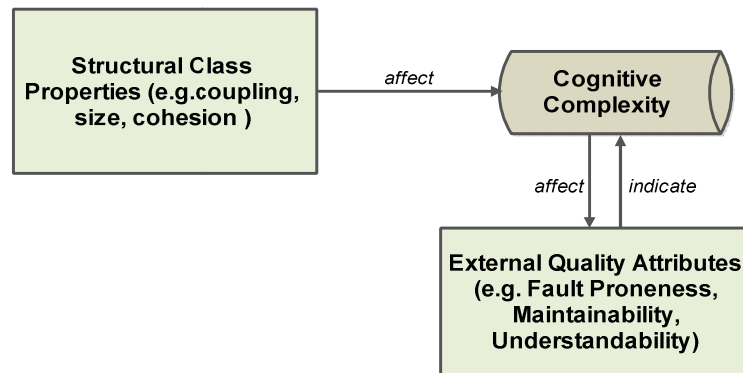 Structural Class
Properties (e.g.coupling,
size, cohesion )
affect
Cognitive
Complexity
affect
indicate
External Quality Attributes
(e.g. Fault Proneness,
Maintainability,
Understandability)